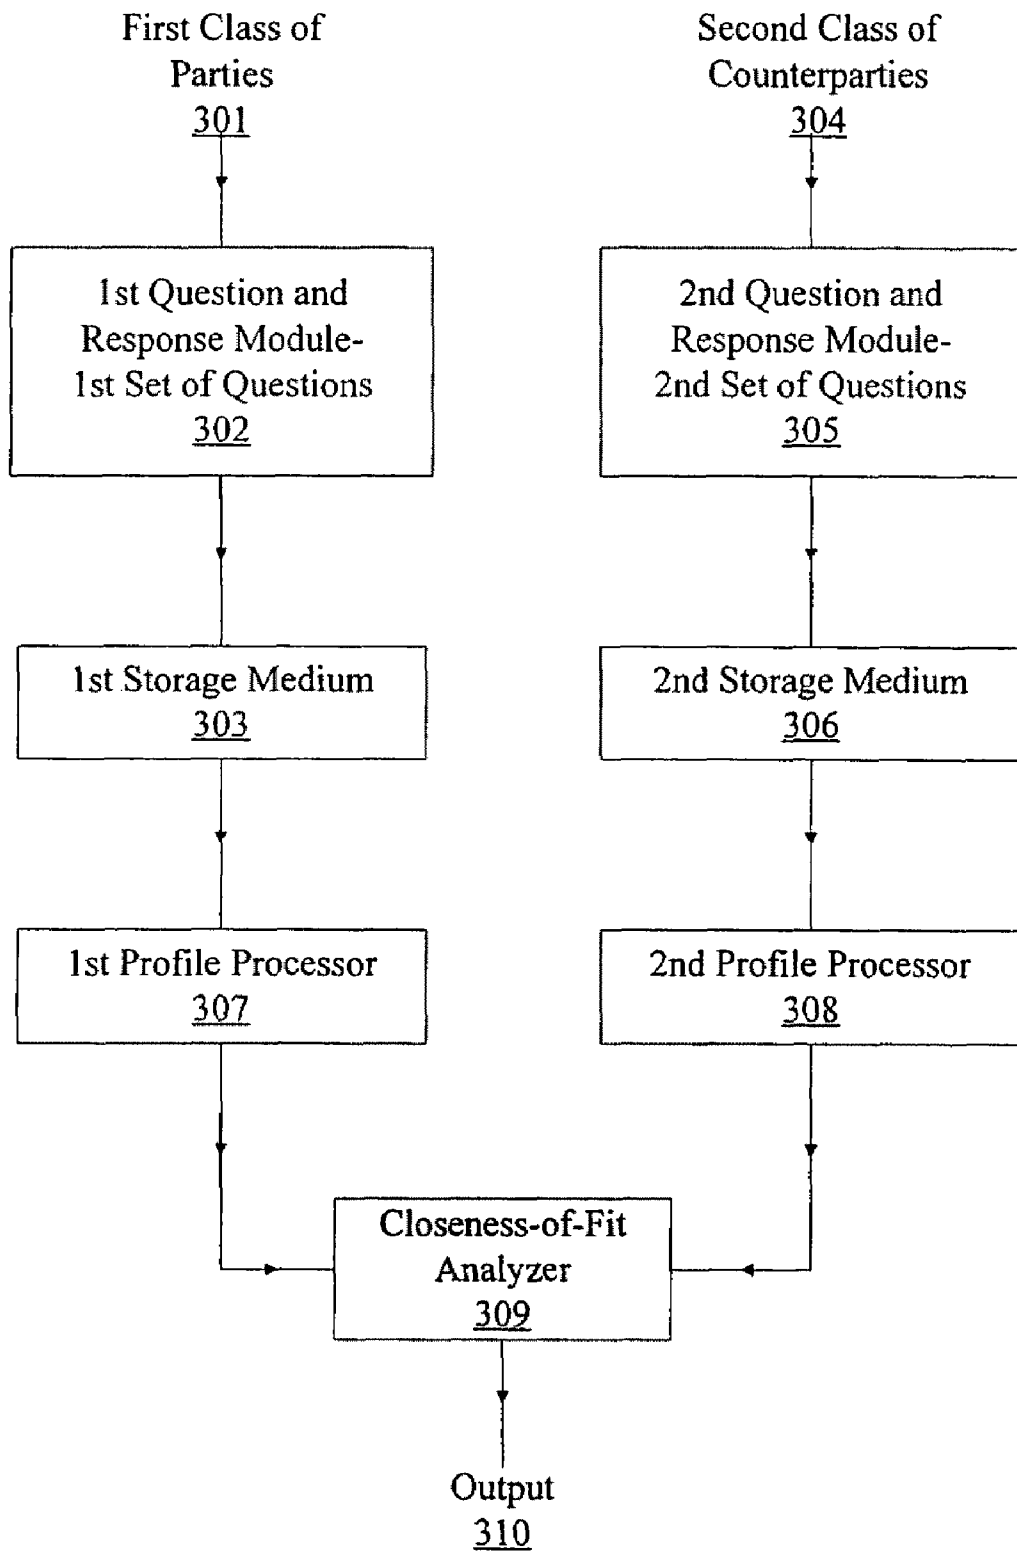 First Class of
Parties
301
Second Class of
Counterparties
304
1st Question and
Response Module-
1st Set of Questions
302
2nd Question and
Response Module-
2nd Set of Questions
305
1st Storage Medium
303
2nd Storage Medium
306
1st Profile Processor
307
2nd Profile Processor
308
Closeness-of-Fit
Analyzer
309
Output
310